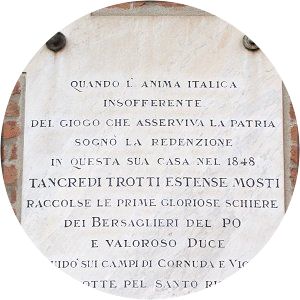 QUANDO L'ANIMA ITALICA
INSOFFERENTE
DEL GIOGO CHE ASSERVIVA LA PATRIA
SOGNÒ LA REDENZIONE
IN QUESTA SUA CASA NEL 1848
TANCREDI TROTTI ESTENSE MOSTI
RACCOLSE LE PRIME GLORIOSE SCHIERE
DEI BERSAGLIERI DEL PO
E VALOROSO DUCE
SUI CAMPI DI CORNUDA E
PEL SANTO